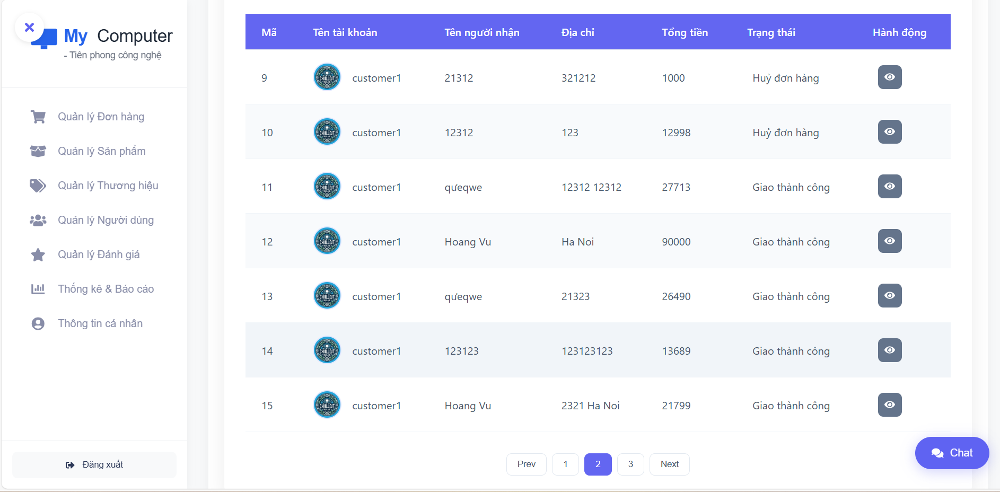 My Computer
- Tiên phong công nghệ
Quản lý Đơn hàng
Quản lý Sản phẩm
Quản lý Thương hiệu
Quản lý Người dùng
Quản lý Đánh giá
Thống kê & Báo cáo
Thông tin cá nhân
Đăng xuất
Mã Tên tài khoản Tên người nhận Địa chỉ Tổng tiền Trạng thái Hành động
9 customer1 21312 321212 1000 Huỷ đơn hàng
10 customer1 12312 123 12998 Huỷ đơn hàng
11 customer1 qưeqwe 12312 12312 27713 Giao thành công
12 customer1 Hoang Vu Ha Noi 90000 Giao thành công
13 customer1 qưeqwe 21323 26490 Giao thành công
14 customer1 123123 123123123 13689 Giao thành công
15 customer1 Hoang Vu 2321 Ha Noi 21799 Giao thành công
Prev 1 2 3 Next
Chat